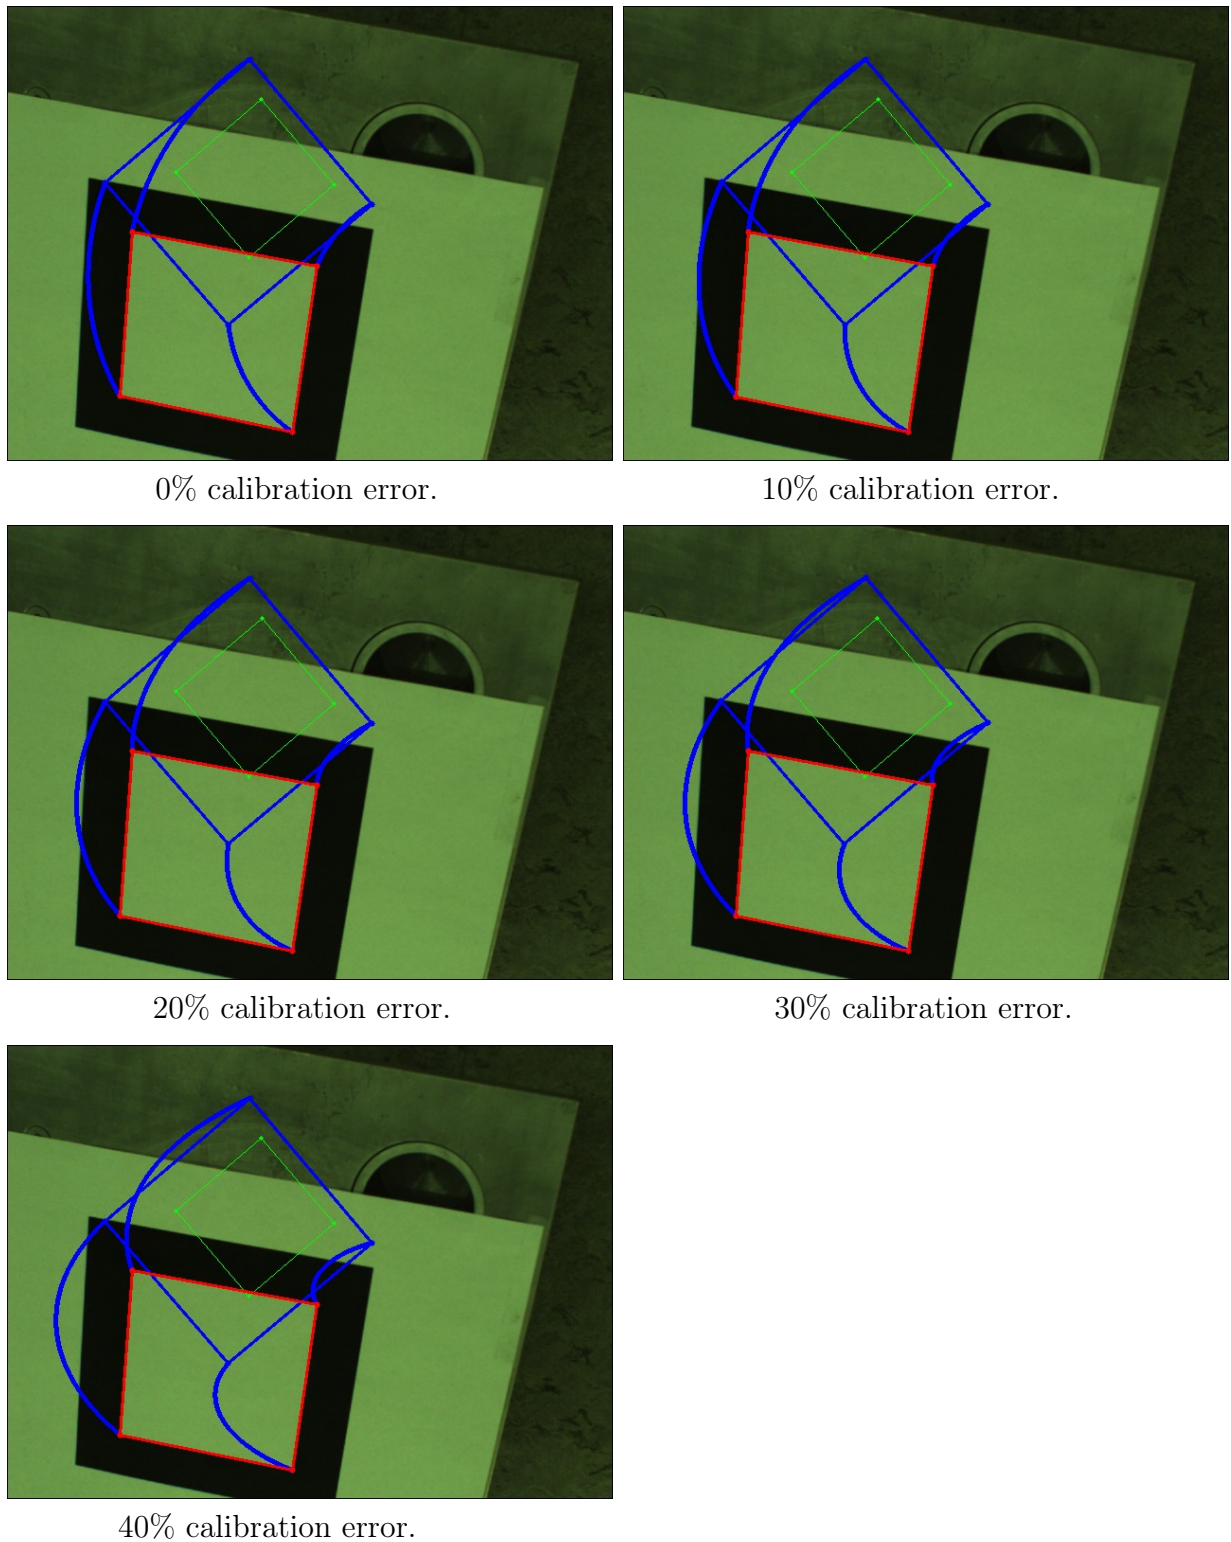 0% calibration error.
10% calibration error.
20% calibration error.
30% calibration error.
40% calibration error.